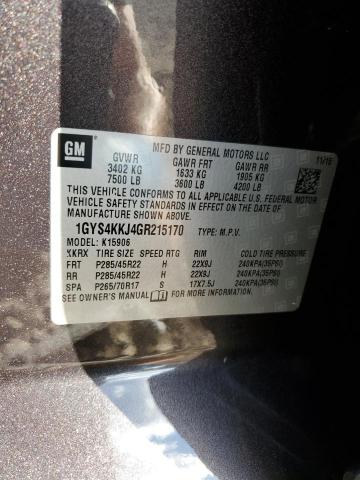 GM
MFD BY GENERAL MOTORS LLC
GVWR GAWR FRT GAWR RR 11/15
3402 KG 1633 KG 1905 KG
7500 LB 3600 LB 4200 LB
THIS VEHICLE CONFORMS TO ALL APPLICABLE U.S. FEDERAL MOTOR
VEHICLE SAFETY STANDARDS IN EFFECT ON THE DATE OF
MANUFACTURE SHOWN ABOVE.
1GYS4KKJ4GR215170 TYPE: M.P.V.
MODEL: K15906
XKRX TIRE SIZE SPEED RTG RIM COLD TIRE PRESSURE
FRT P285/45R22 H 22X9J 240KPA(35PSI)
RR P285/45R22 H 22X9J 240KPA(35PSI)
SPA P265/70R17 S 17X7.5J 240KPA(35PSI)
SEE OWNER'S MANUAL FOR MORE INFORMATION.